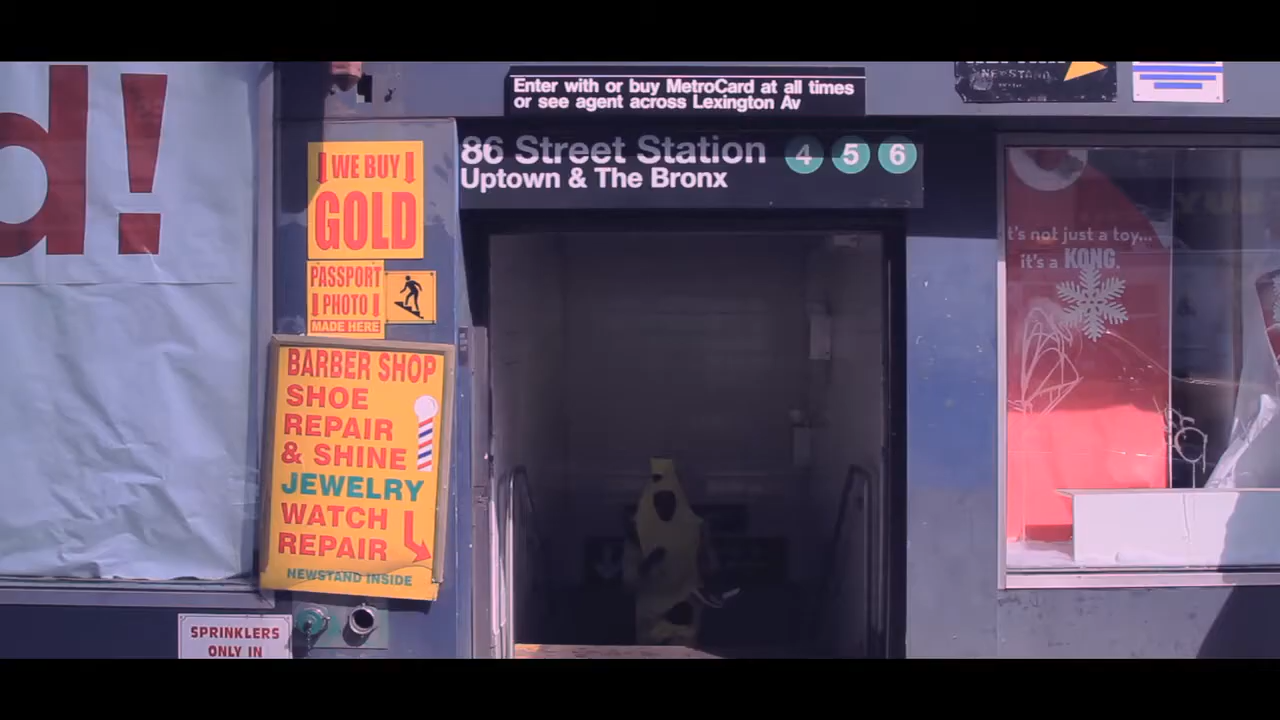 d!
Enter with or buy MetroCard at all times
or see agent across Lexington Av
NEWSTAND
86 Street Station 4 5 6
Uptown & The Bronx
WE BUY
GOLD
PASSPORT
PHOTO
MADE HERE
BARBER SHOP
SHOE
REPAIR
& SHINE
JEWELRY
WATCH
REPAIR
NEWSTAND INSIDE
SPRINKLERS
ONLY IN
t's not just a toy...
it's a KONG.